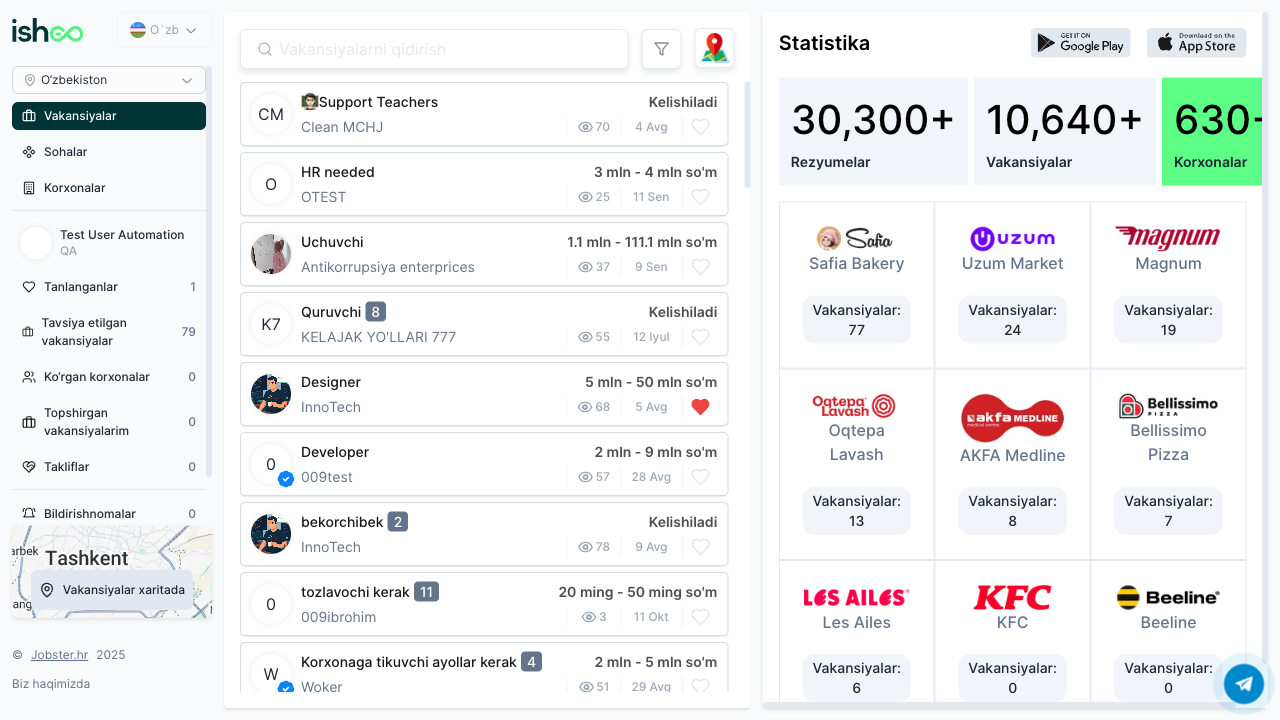 ish
O`zb
O‘zbekiston
Vakansiyalar
Sohalar
Korxonalar
Test User Automation
QA
Tanlanganlar 1
Tavsiya etilgan
vakansiyalar 79
Ko‘rgan korxonalar 0
Topshirgan
vakansiyalarim 0
Takliflar 0
Bildirishnomalar 0
arbek
Tashkent
ang
Vakansiyalar xaritada
© Jobster.hr 2025
Biz haqimizda
Vakansiyalarni qidirish
CM
Support Teachers Kelishiladi
Clean MCHJ 70 4 Avg
O
HR needed 3 mln - 4 mln so'm
OTEST 25 11 Sen
Uchuvchi 1.1 mln - 111.1 mln so'm
Antikorrupsiya enterprices 37 9 Sen
K7
Quruvchi 8 Kelishiladi
KELAJAK YO'LLARI 777 55 12 Iyul
Designer 5 mln - 50 mln so'm
InnoTech 68 5 Avg
0
Developer 2 mln - 9 mln so'm
009test 57 28 Avg
bekorchibek 2 Kelishiladi
InnoTech 78 9 Avg
0
tozlavochi kerak 11 20 ming - 50 ming so'm
009ibrohim 3 11 Okt
W
Korxonaga tikuvchi ayollar kerak 4 2 mln - 5 mln so'm
Woker 51 29 Avg
Statistika
GET IT ON
Google Play
Download on the
App Store
30,300+
Rezyumelar
10,640+
Vakansiyalar
630+
Korxonalar
Safia
Safia Bakery
Vakansiyalar:
77
UZUM
Uzum Market
Vakansiyalar:
24
magnum
Magnum
Vakansiyalar:
19
OQTEPA
LAVASH
Oqtepa
Lavash
Vakansiyalar:
13
akfa MEDLINE
medical centre
AKFA Medline
Vakansiyalar:
8
Bellissimo
PIZZA
Bellissimo
Pizza
Vakansiyalar:
7
LES AILES
Les Ailes
Vakansiyalar:
6
KFC
KFC
Vakansiyalar:
0
Beeline
Beeline
Vakansiyalar:
0